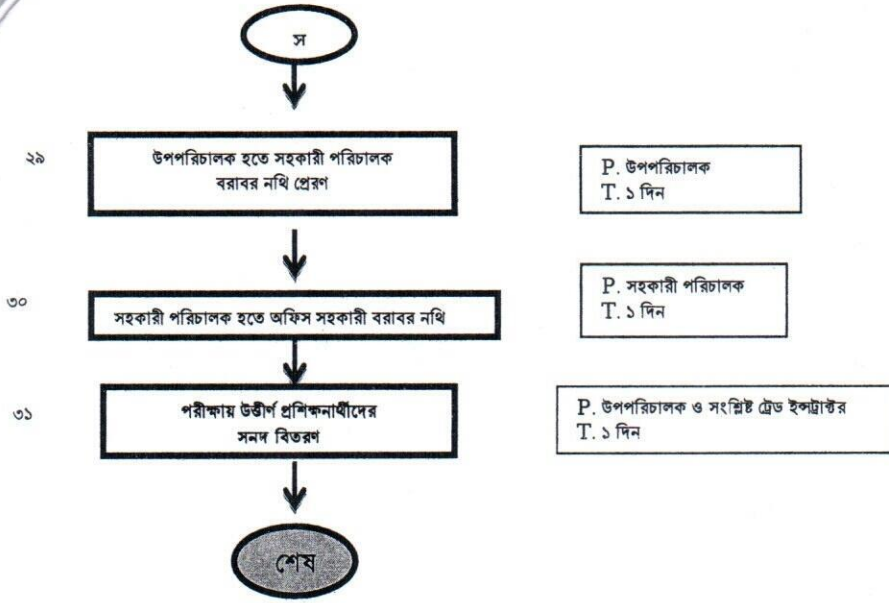 স
২৯
উপপরিচালক হতে সহকারী পরিচালক
বরাবর নথি প্রেরণ
P. উপপরিচালক
T. ১ দিন
৩০
সহকারী পরিচালক হতে অফিস সহকারী বরাবর নথি
P. সহকারী পরিচালক
T. ১ দিন
৩১
পরীক্ষায় উত্তীর্ণ প্রশিক্ষনার্থীদের
সনদ বিতরণ
P. উপপরিচালক ও সংশ্লিষ্ট ট্রেড ইন্সট্রাক্টর
T. ১ দিন
শেষ